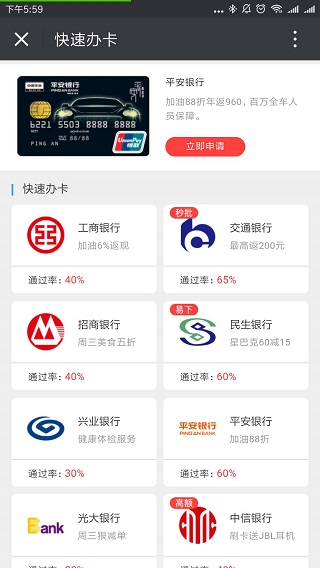 下午5:59
快速办卡
平安银行
PINGAN BANK
6221 5503 8888 8888
88/88
PING AN
UnionPay
银联
平安银行
加油88折年返960，百万全车人
员保障。
立即申请
快速办卡
工商银行
加油6%返现
通过率: 40%
秒批
交通银行
最高返200元
通过率: 65%
招商银行
周三美食五折
通过率: 40%
易下
民生银行
星巴克60减15
通过率: 60%
兴业银行
健康体检服务
通过率: 30%
平安银行
PINGAN BANK
平安银行
加油88折
通过率: 60%
Bank
光大银行
周三狠减单
高额
中信银行
刷卡送JBL耳机